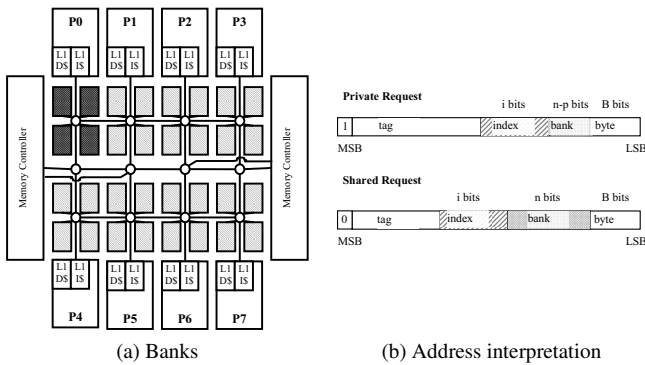 P0 P1 P2 P3
L1 L1 L1 L1 L1 L1 L1 L1
D$ I$ D$ I$ D$ I$ D$ I$
Memory Controller
Memory Controller
L1 L1 L1 L1 L1 L1 L1 L1
D$ I$ D$ I$ D$ I$ D$ I$
P4 P5 P6 P7
(a) Banks
Private Request
i bits n-p bits B bits
1 tag index bank byte
MSB LSB
Shared Request
i bits n bits B bits
0 tag index bank byte
MSB LSB
(b) Address interpretation